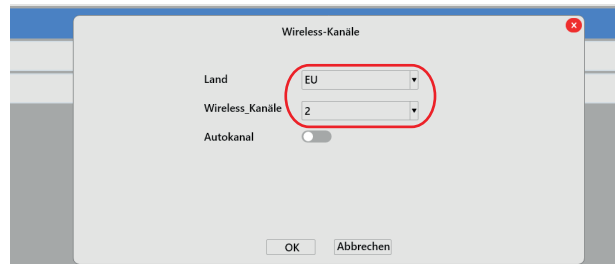 Wireless-Kanäle
Land EU
Wireless_Kanäle 2
Autokanal
OK Abbrechen